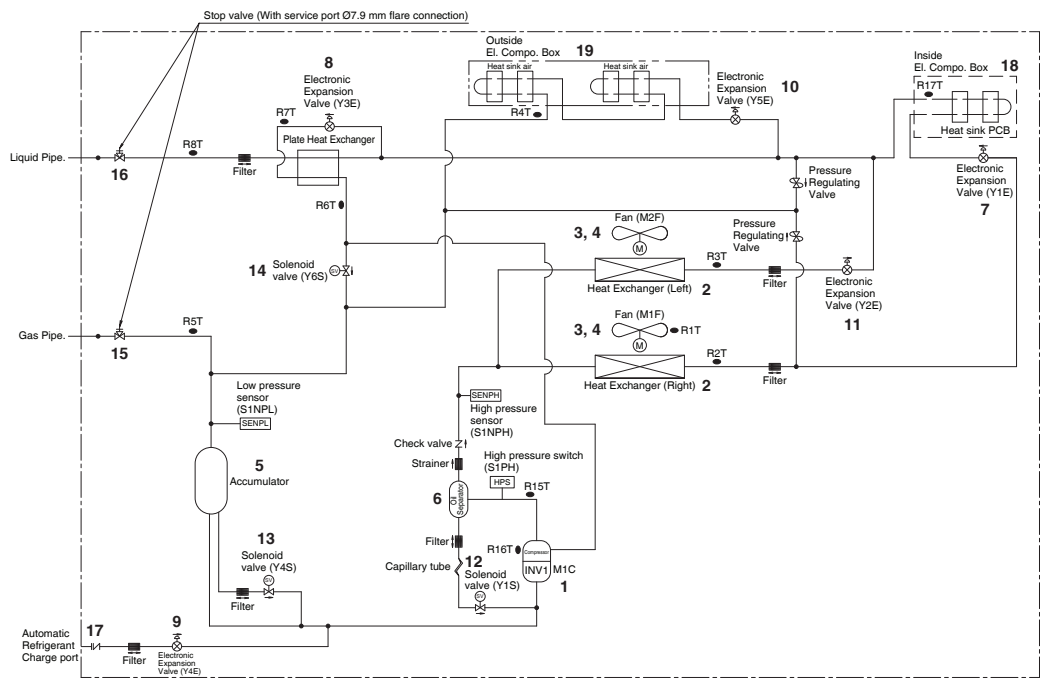 Stop valve (With service port Ø7.9 mm flare connection)
Outside
El. Compo. Box
19
Heat sink air
Heat sink air
R4T
Electronic
Expansion
Valve (Y5E)
10
Inside
El. Compo. Box
18
R17T
Heat sink PCB
Electronic
Expansion
Valve (Y1E)
7
8
Electronic
Expansion
Valve (Y3E)
R7T
Plate Heat Exchanger
Liquid Pipe.
16
R8T
Filter
R6T
Pressure
Regulating
Valve
Pressure
Regulating
Valve
Fan (M2F)
3, 4
M
R3T
Heat Exchanger (Left)
2
Filter
Electronic
Expansion
Valve (Y2E)
11
14
Solenoid
valve (Y6S)
SV
Gas Pipe.
15
R5T
Fan (M1F)
3, 4
M
R1T
R2T
Heat Exchanger (Right)
2
Filter
Low pressure
sensor
(S1NPL)
SENPL
SENPH
High pressure
sensor
(S1NPH)
Check valve
Strainer
High pressure switch
(S1PH)
HPS
R15T
5
Accumulator
6
Oil
Separator
Filter
Capillary tube
12
Solenoid
valve (Y1S)
SV
R16T
Compressor
INV1
M1C
1
13
Solenoid
valve (Y4S)
SV
Filter
Automatic
Refrigerant
Charge port
17
Filter
9
Electronic
Expansion
Valve (Y4E)